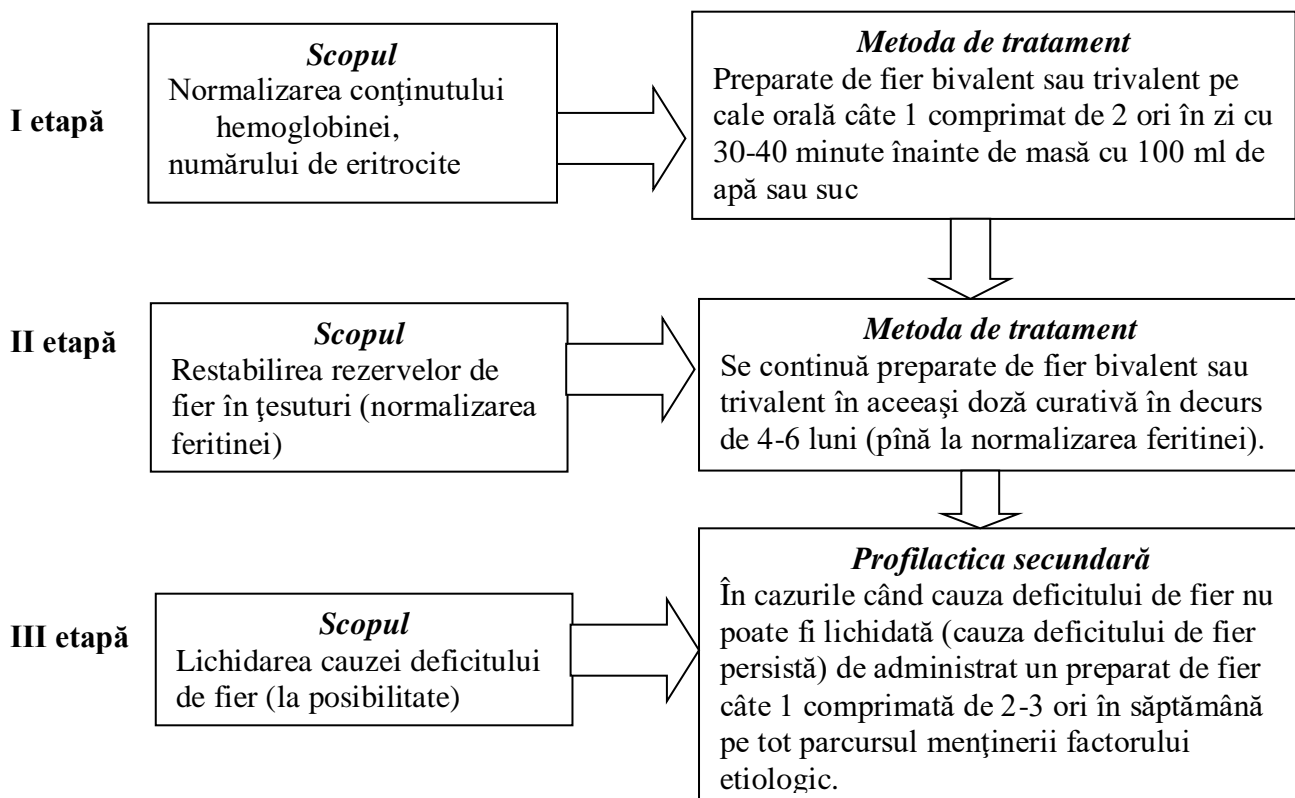 I etapă
Scopul
Normalizarea conţinutului
hemoglobinei,
numărului de eritrocite
Metoda de tratament
Preparate de fier bivalent sau trivalent pe
cale orală câte 1 comprimat de 2 ori în zi cu
30-40 minute înainte de masă cu 100 ml de
apă sau suc
II etapă
Scopul
Restabilirea rezervelor de
fier în ţesuturi (normalizarea
feritinei)
Metoda de tratament
Se continuă preparate de fier bivalent sau
trivalent în aceeaşi doză curativă în decurs
de 4-6 luni (pînă la normalizarea feritinei).
III etapă
Scopul
Lichidarea cauzei deficitului
de fier (la posibilitate)
Profilactica secundară
În cazurile când cauza deficitului de fier nu
poate fi lichidată (cauza deficitului de fier
persistă) de administrat un preparat de fier
câte 1 comprimată de 2-3 ori în săptămână
pe tot parcursul menţinerii factorului
etiologic.